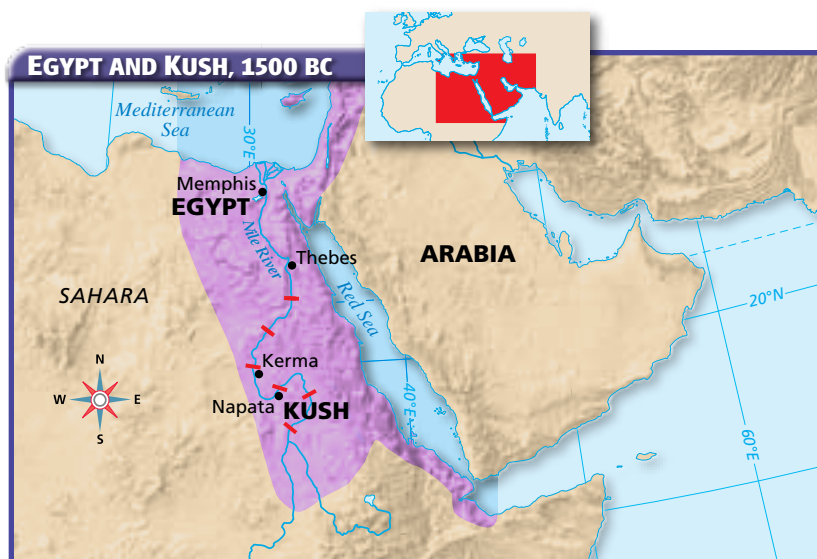 EGYPT AND KUSH, 1500 BC
Mediterranean
Sea
30°E
Memphis
EGYPT
Nile River
Thebes
ARABIA
SAHARA
Red Sea
20°N
N
W
E
S
Kerma
Napata
KUSH
40°E
60°E